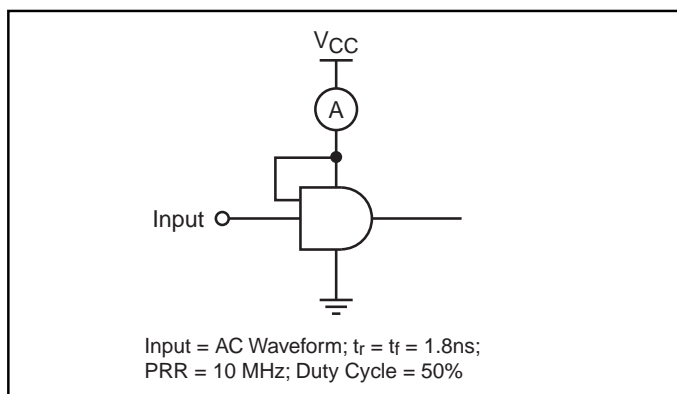 VCC
A
Input
Input = AC Waveform; tr = tf = 1.8ns;
PRR = 10 MHz; Duty Cycle = 50%